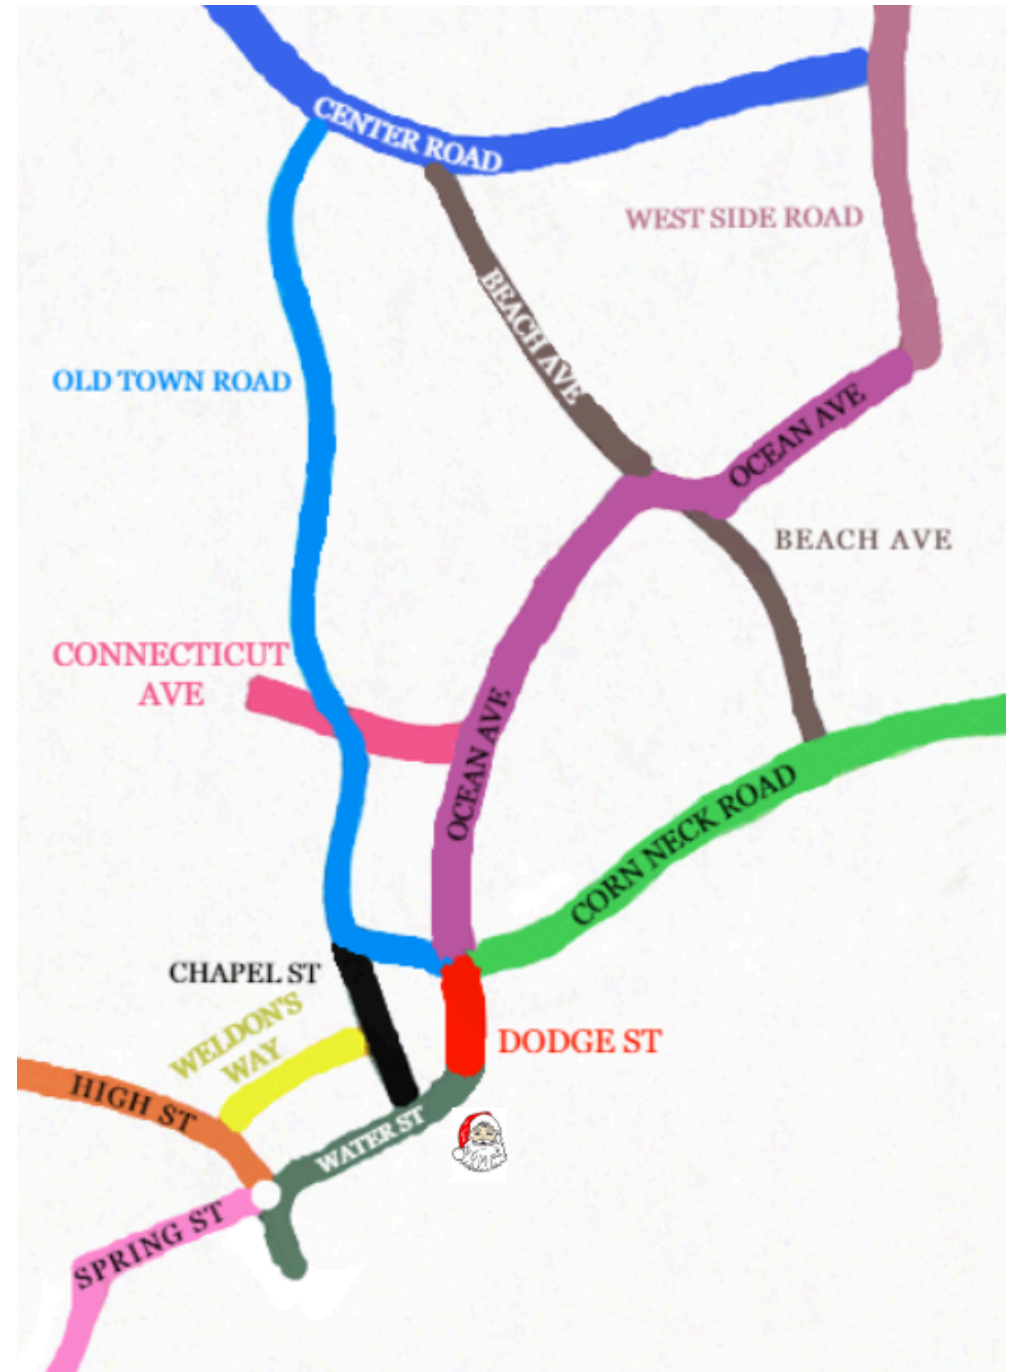 CENTER ROAD
WEST SIDE ROAD
BEACH AVE
OLD TOWN ROAD
OCEAN AVE
BEACH AVE
CONNECTICUT
AVE
OCEAN AVE
CORN NECK ROAD
CHAPEL ST
WELDON'S
WAY
DODGE ST
HIGH ST
WATER ST
SPRING ST